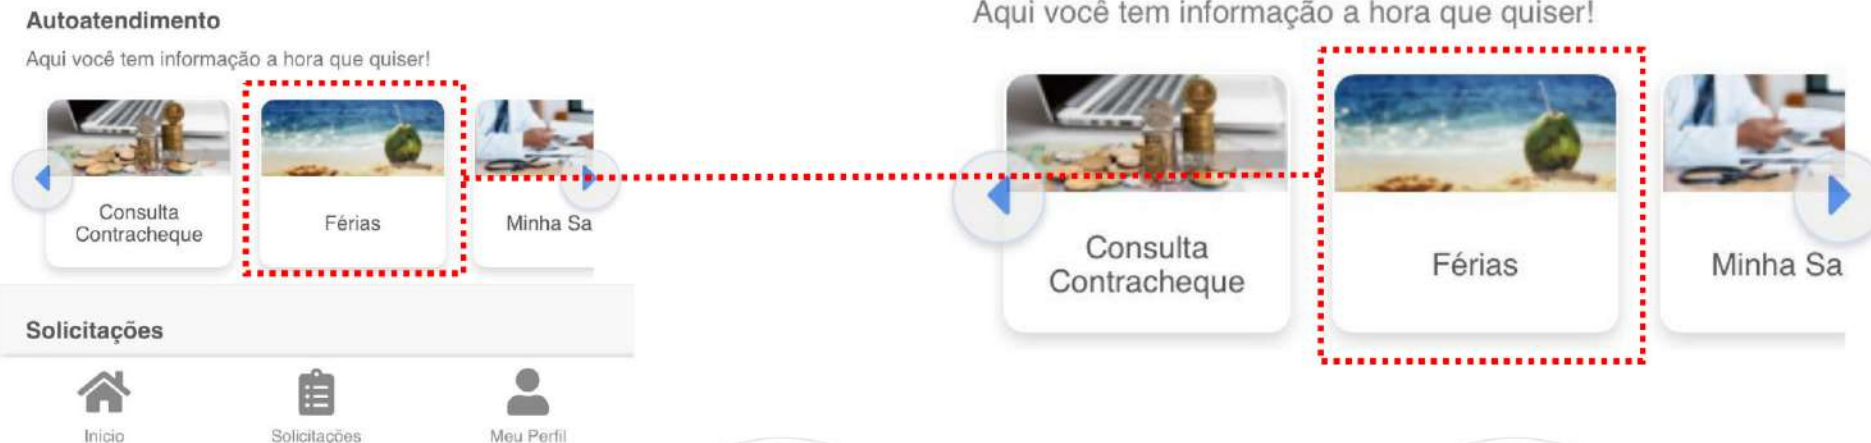 Autoatendimento
Aqui você tem informação a hora que quiser!
Consulta
Contracheque
Férias
Minha Sa
Solicitações
Início
Solicitações
Meu Perfil
Aqui você tem informação a hora que quiser!
Consulta
Contracheque
Férias
Minha Sa